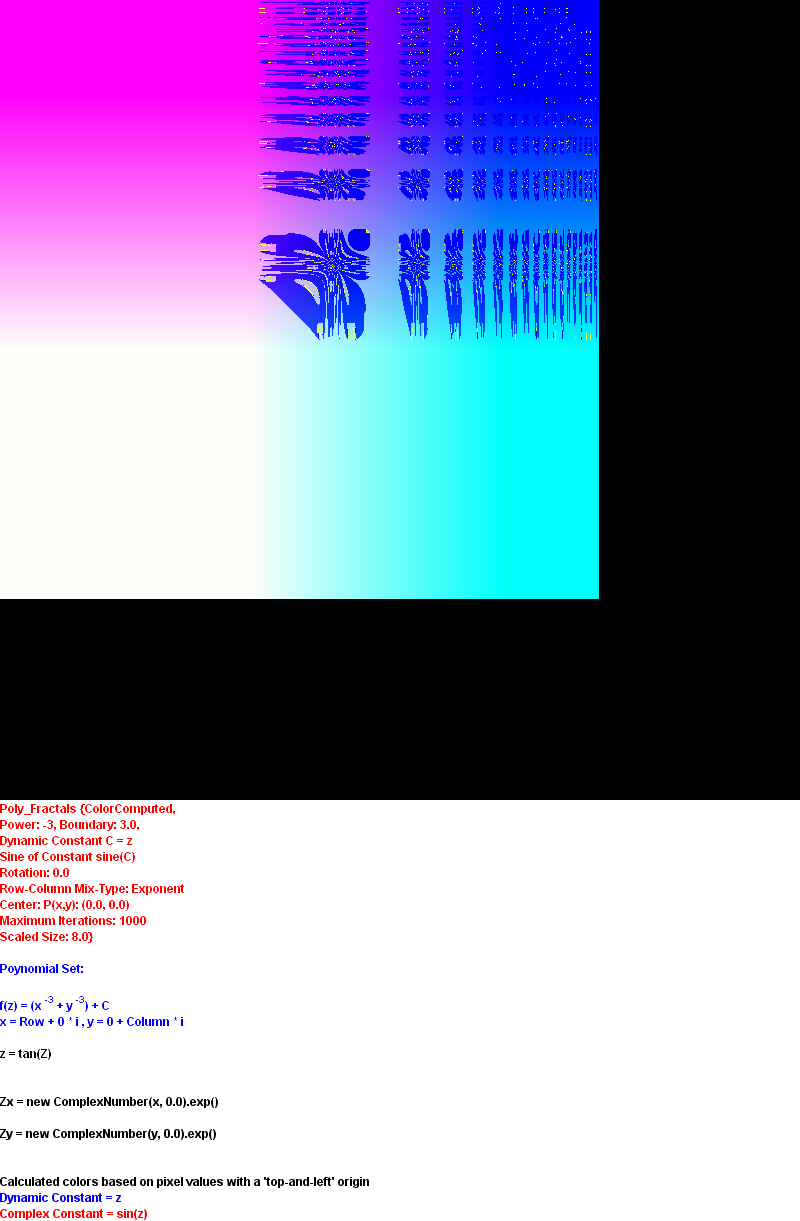 Poly_Fractals {ColorComputed,
Power: -3, Boundary: 3.0,
Dynamic Constant C = z
Sine of Constant sine(C)
Rotation: 0.0
Row-Column Mix-Type: Exponent
Center: P(x,y): (0.0, 0.0)
Maximum Iterations: 1000
Scaled Size: 8.0}
Poynomial Set:
f(z) = (x -3 + y -3) + C
x = Row + 0 * i , y = 0 + Column * i
z = tan(Z)
Zx = new ComplexNumber(x, 0.0).exp()
Zy = new ComplexNumber(y, 0.0).exp()
Calculated colors based on pixel values with a 'top-and-left' origin
Dynamic Constant = z
Complex Constant = sin(z)